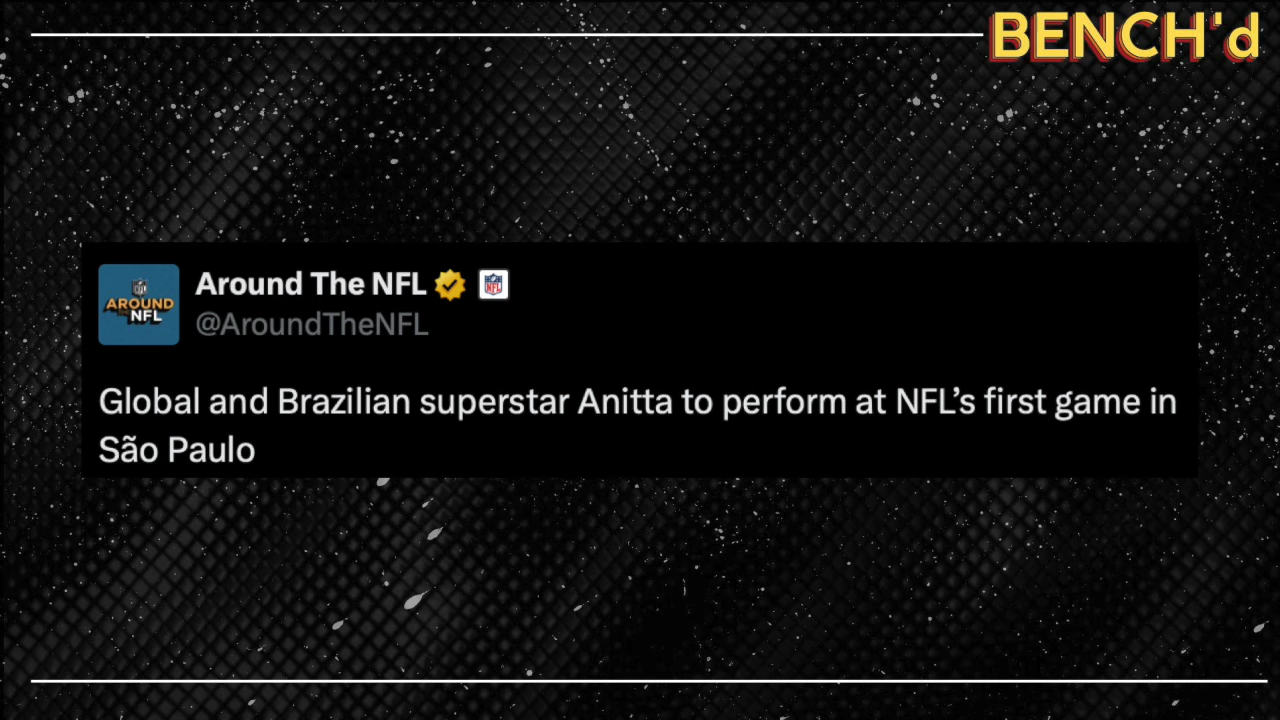 BENCH'd
Around The NFL
NFL
AROUND
NFL
@AroundTheNFL
Global and Brazilian superstar Anitta to perform at NFL’s first game in
São Paulo